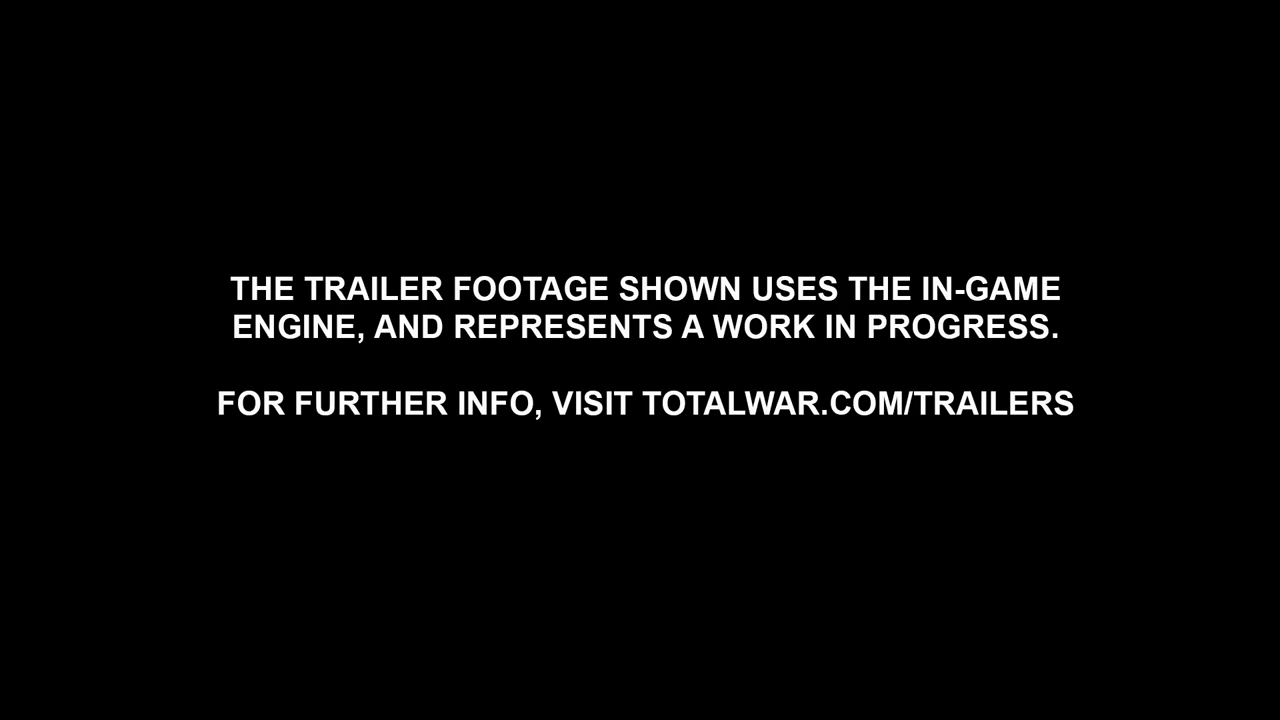 THE TRAILER FOOTAGE SHOWN USES THE IN-GAME
ENGINE, AND REPRESENTS A WORK IN PROGRESS.
FOR FURTHER INFO, VISIT TOTALWAR.COM/TRAILERS